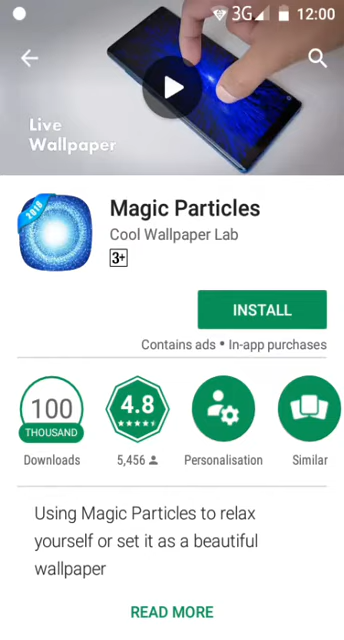 3G 12:00
Live
Wallpaper
2018
Magic Particles
Cool Wallpaper Lab
3+
INSTALL
Contains ads • In-app purchases
100
THOUSAND
4.8
Downloads
5,456
Personalisation
Similar
Using Magic Particles to relax
yourself or set it as a beautiful
wallpaper
READ MORE